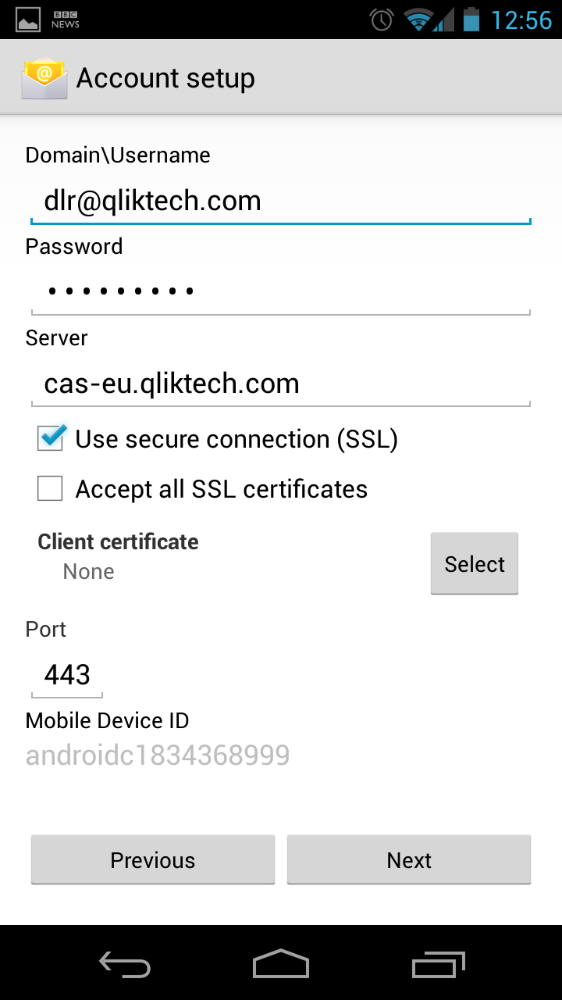 BBC
NEWS
12:56
@
Account setup
Domain\Username
dlr@qliktech.com
Password
•••••••••
Server
cas-eu.qliktech.com
Use secure connection (SSL)
Accept all SSL certificates
Client certificate
None
Select
Port
443
Mobile Device ID
androidc1834368999
Previous
Next